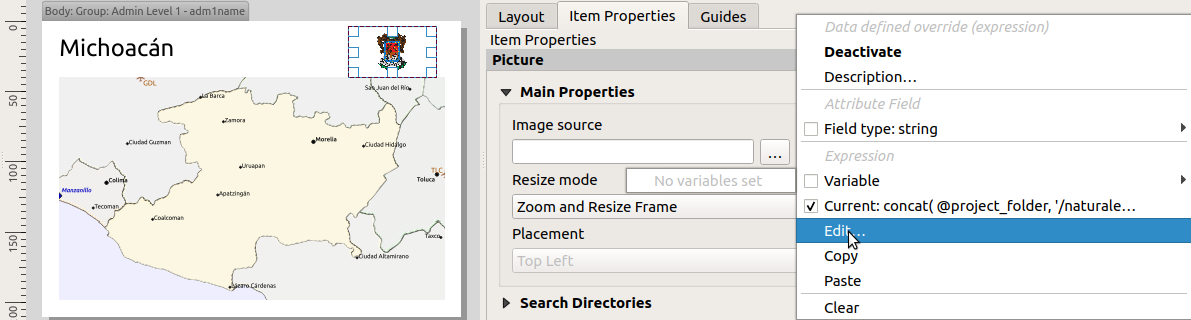 Body: Group: Admin Level 1 - adm1name
0
50
100
150
00
Michoacán
GDL
La Barca
San Juan del Río
Zamora
Ciudad Guzman
Morelia
Ciudad Hidalgo
Uruapan
TLC
Toluca
Colima
Manzanillo
Apatzingán
Tecoman
Coalcoman
Taxco
Ciudad Altamirano
Lázaro Cárdenas
Layout
Item Properties
Guides
Item Properties
Picture
Main Properties
Image source
...
Resize mode
No variables set
Zoom and Resize Frame
Placement
Top Left
Search Directories
Data defined override (expression)
Deactivate
Description...
Attribute Field
Field type: string
Expression
Variable
Current: concat( @project_folder, '/naturale...
Edit...
Copy
Paste
Clear